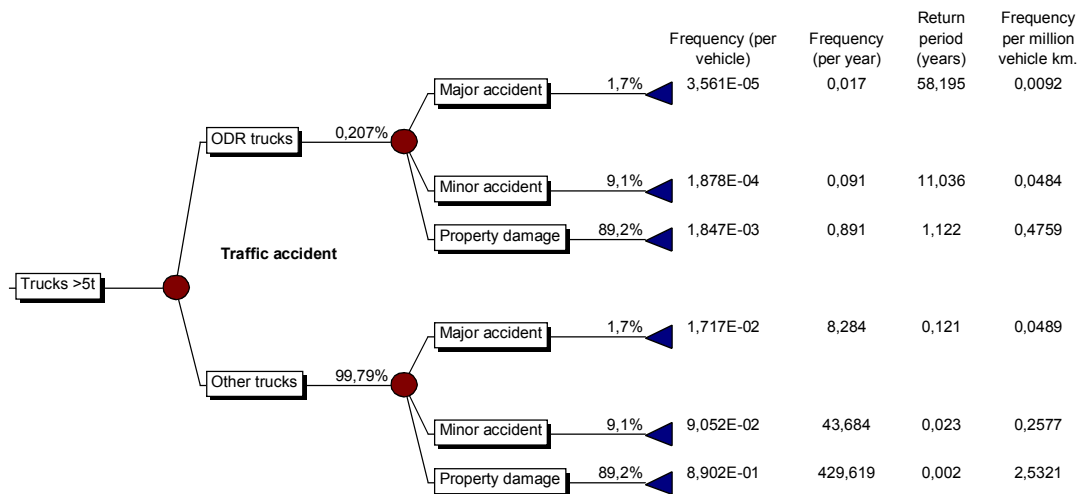 Frequency (per vehicle)
Frequency (per year)
Return period (years)
Frequency per million vehicle km.
Major accident 1,7% 3,561E-05 0,017 58,195 0,0092
ODR trucks 0,207%
Minor accident 9,1% 1,878E-04 0,091 11,036 0,0484
Property damage 89,2% 1,847E-03 0,891 1,122 0,4759
Traffic accident
Trucks >5t
Major accident 1,7% 1,717E-02 8,284 0,121 0,0489
Other trucks 99,79%
Minor accident 9,1% 9,052E-02 43,684 0,023 0,2577
Property damage 89,2% 8,902E-01 429,619 0,002 2,5321